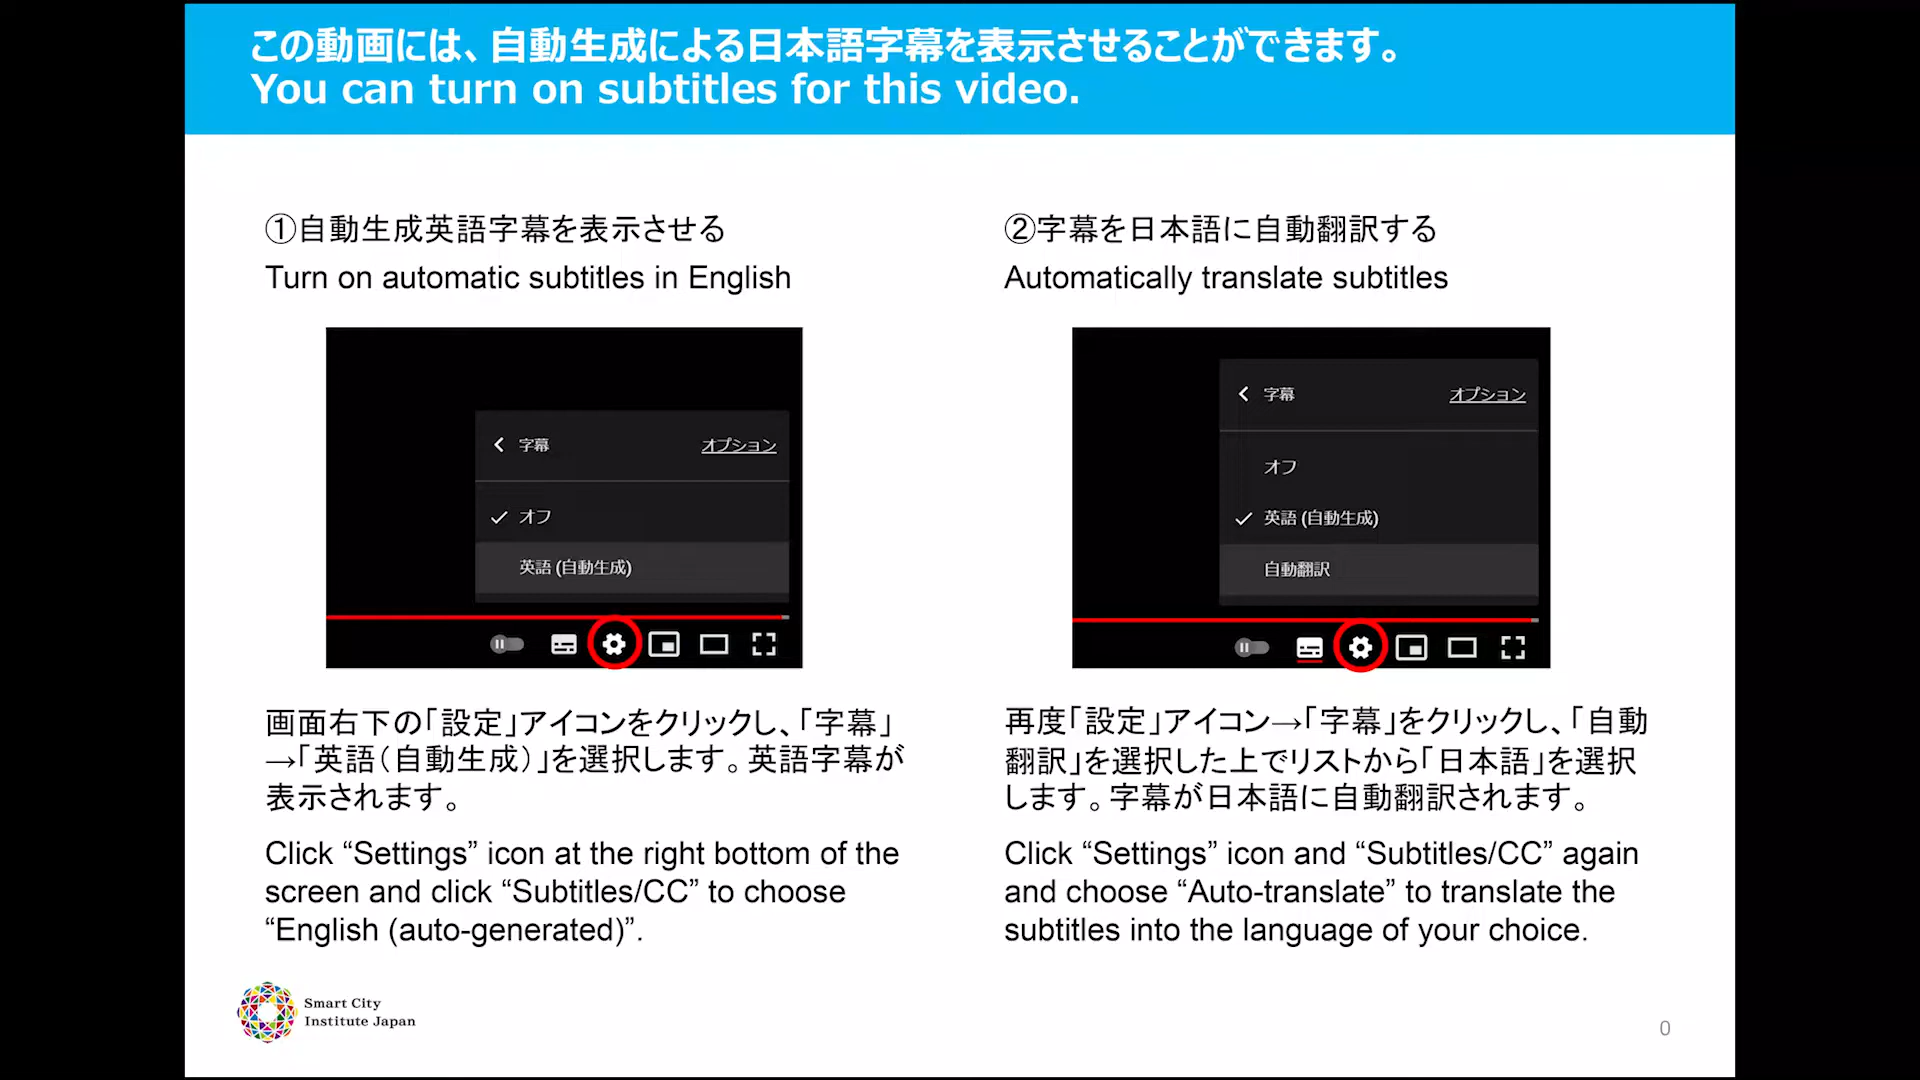 この動画には、自動生成による日本語字幕を表示させることができます。
You can turn on subtitles for this video.
①自動生成英語字幕を表示させる
Turn on automatic subtitles in English
字幕 オプション
オフ
英語 (自動生成)
画面右下の「設定」アイコンをクリックし、「字幕」
→「英語（自動生成）」を選択します。英語字幕が
表示されます。
Click “Settings” icon at the right bottom of the
screen and click “Subtitles/CC” to choose
“English (auto-generated)”.
②字幕を日本語に自動翻訳する
Automatically translate subtitles
字幕 オプション
オフ
英語 (自動生成)
自動翻訳
再度「設定」アイコン→「字幕」をクリックし、「自動
翻訳」を選択した上でリストから「日本語」を選択
します。字幕が日本語に自動翻訳されます。
Click “Settings” icon and “Subtitles/CC” again
and choose “Auto-translate” to translate the
subtitles into the language of your choice.
Smart City
Institute Japan
0